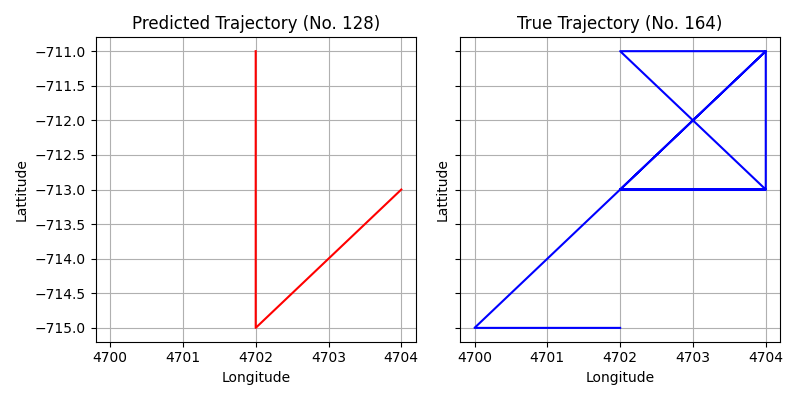 Predicted Trajectory (No. 128)
True Trajectory (No. 164)
−711.0
−711.5
−712.0
−712.5
−713.0
−713.5
−714.0
−714.5
−715.0
Lattitude
Lattitude
4700 4701 4702 4703 4704
4700 4701 4702 4703 4704
Longitude
Longitude